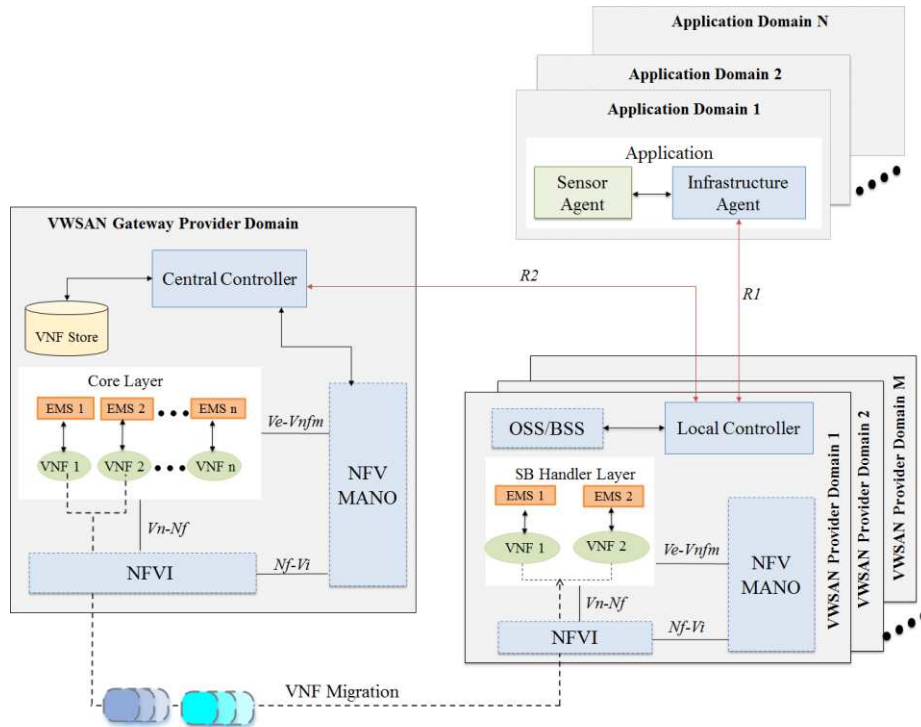 Application Domain N
Application Domain 2
Application Domain 1
Application
Sensor
Agent
Infrastructure
Agent
VWSAN Gateway Provider Domain
Central Controller
VNF Store
R2
R1
Core Layer
EMS 1
EMS 2
EMS n
VNF 1
VNF 2
VNF n
Ve-Vnfm
NFV
MANO
Vn-Nf
NFVI
Nf-Vi
OSS/BSS
Local Controller
SB Handler Layer
EMS 1
EMS 2
VNF 1
VNF 2
Ve-Vnfm
NFV
MANO
Vn-Nf
NFVI
Nf-Vi
VWSAN Provider Domain 1
VWSAN Provider Domain 2
VWSAN Provider Domain M
VNF Migration